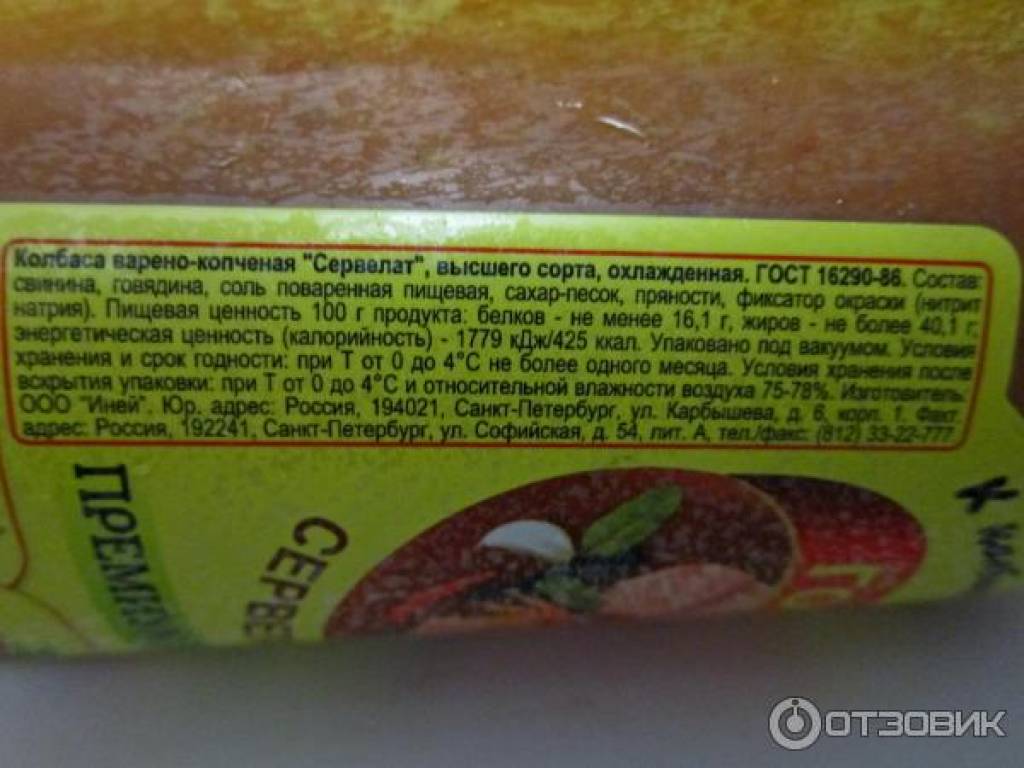 Колбаса варено-копченая "Сервелат", высшего сорта, охлажденная. ГОСТ 16290-86. Состав:
свинина, говядина, соль поваренная пищевая, сахар-песок, пряности, фиксатор окраски (нитрит
натрия). Пищевая ценность 100 г продукта: белков - не менее 16,1 г, жиров - не более 40,1 г;
энергетическая ценность (калорийность) - 1779 кДж/425 ккал. Упаковано под вакуумом. Условия
хранения и срок годности: при Т от 0 до 4°С не более одного месяца. Условия хранения после
вскрытия упаковки: при Т от 0 до 4°С и относительной влажности воздуха 75-78%. Изготовитель:
ООО "Иней". Юр. адрес: Россия, 194021, Санкт-Петербург, ул. Карбышева, д. 6, корп. 1. Факт.
адрес: Россия, 192241, Санкт-Петербург, ул. Софийская, д. 54, лит. А, тел./факс: (812) 33-22-777
ПРЕМИ
СЕРВЕ
К
ОТЗОВИК